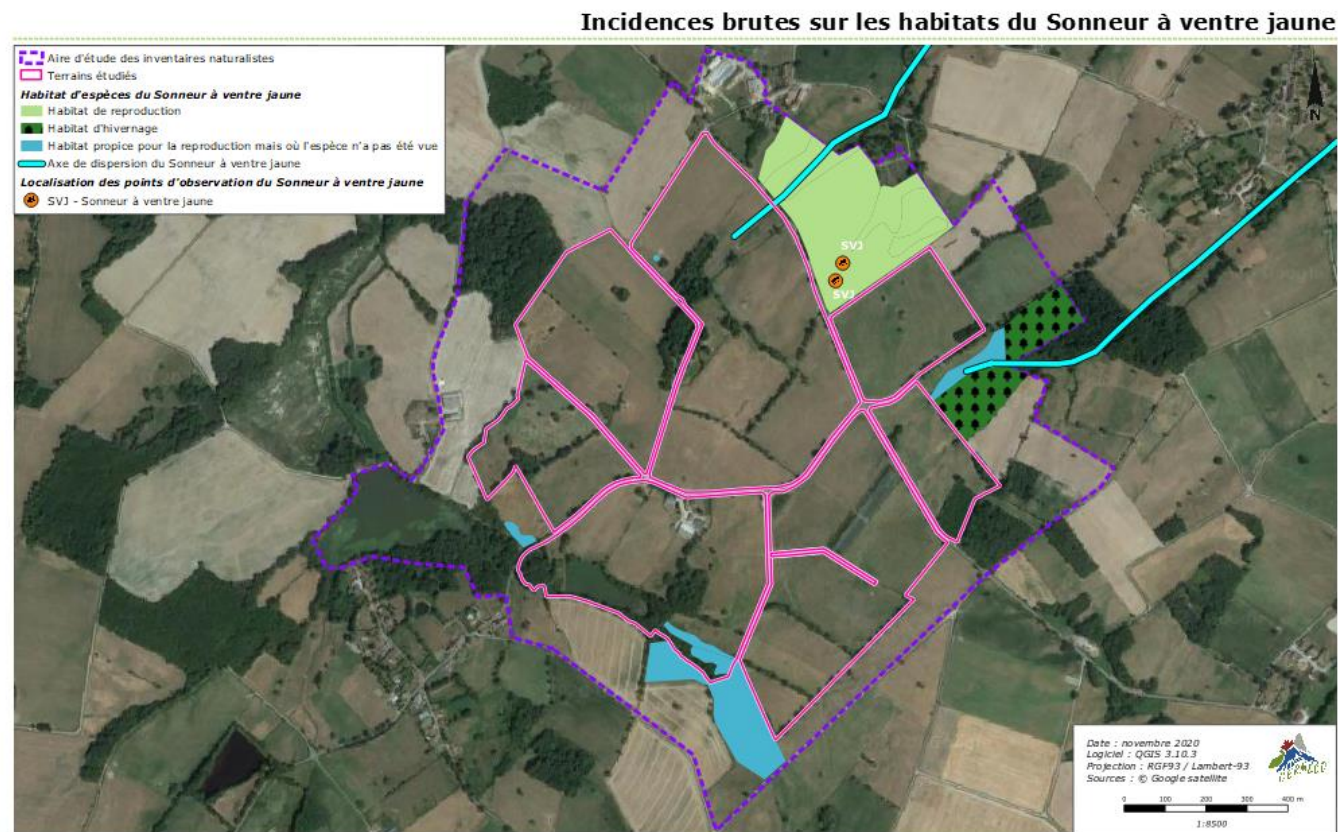 Incidences brutes sur les habitats du Sonneur à ventre jaune
Aire d'étude des inventaires naturalistes
Terrains étudiés
Habitat d'espèces du Sonneur à ventre jaune
Habitat de reproduction
Habitat d'hivernage
Habitat propice pour la reproduction mais où l'espèce n'a pas été vue
Axe de dispersion du Sonneur à ventre jaune
Localisation des points d'observation du Sonneur à ventre jaune
SVJ - Sonneur à ventre jaune
N
SVJ
SVJ
Date : novembre 2020
Logiciel : QGIS 3.10.3
Projection : RGF93 / Lambert-93
Sources : © Google satellite
0 100 200 300 400 m
1:8500